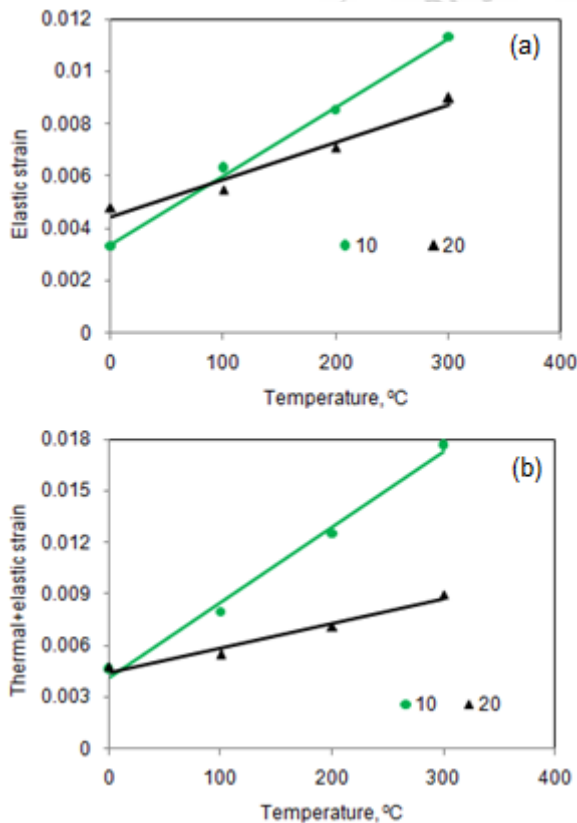 0.012
(a)
0.01
0.008
0.006
0.004
0.002
0
Elastic strain
10 20
0 100 200 300 400
Temperature, ºC
0.018
(b)
0.015
0.012
0.009
0.006
0.003
0
Thermal+elastic strain
10 20
0 100 200 300 400
Temperature, ºC